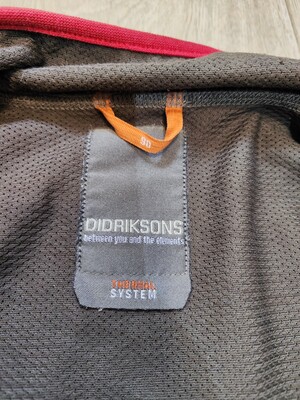 90
DIDRIKSONS
between you and the elements
SYSTEM